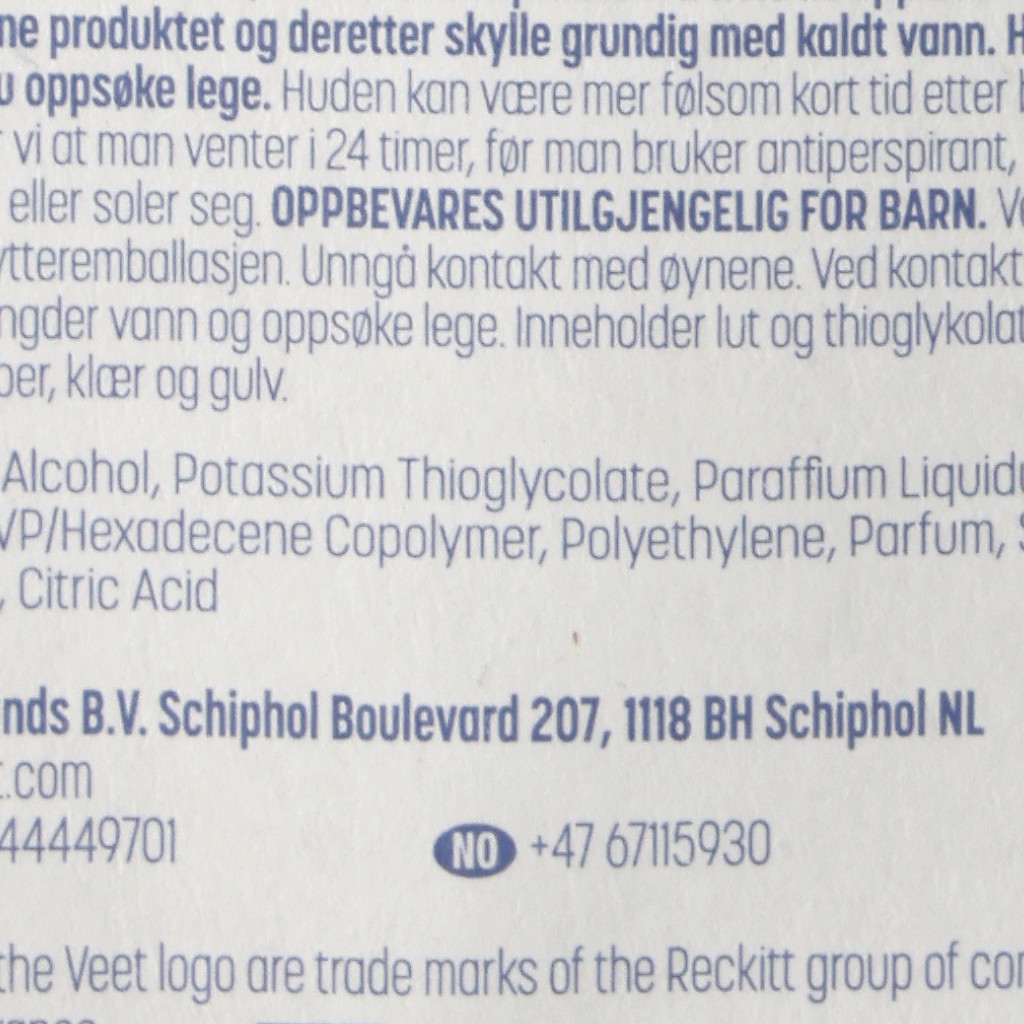 ne produktet og deretter skylle grundig med kaldt vann. H
u oppsøke lege. Huden kan være mer følsom kort tid etter
vi at man venter i 24 timer, før man bruker antiperspirant,
eller soler seg. OPPBEVARES UTILGJENGELIG FOR BARN.
tteremballasjen. Unngå kontakt med øynene. Ved kontakt
ngder vann og oppsøke lege. Inneholder lut og thioglykolat
per, klær og gulv.
Alcohol, Potassium Thioglycolate, Paraffium Liquidu
VP/Hexadecene Copolymer, Polyethylene, Parfum,
, Citric Acid
nds B.V. Schiphol Boulevard 207, 1118 BH Schiphol NL
.com
44449701 NO +47 67115930
the Veet logo are trade marks of the Reckitt group of com